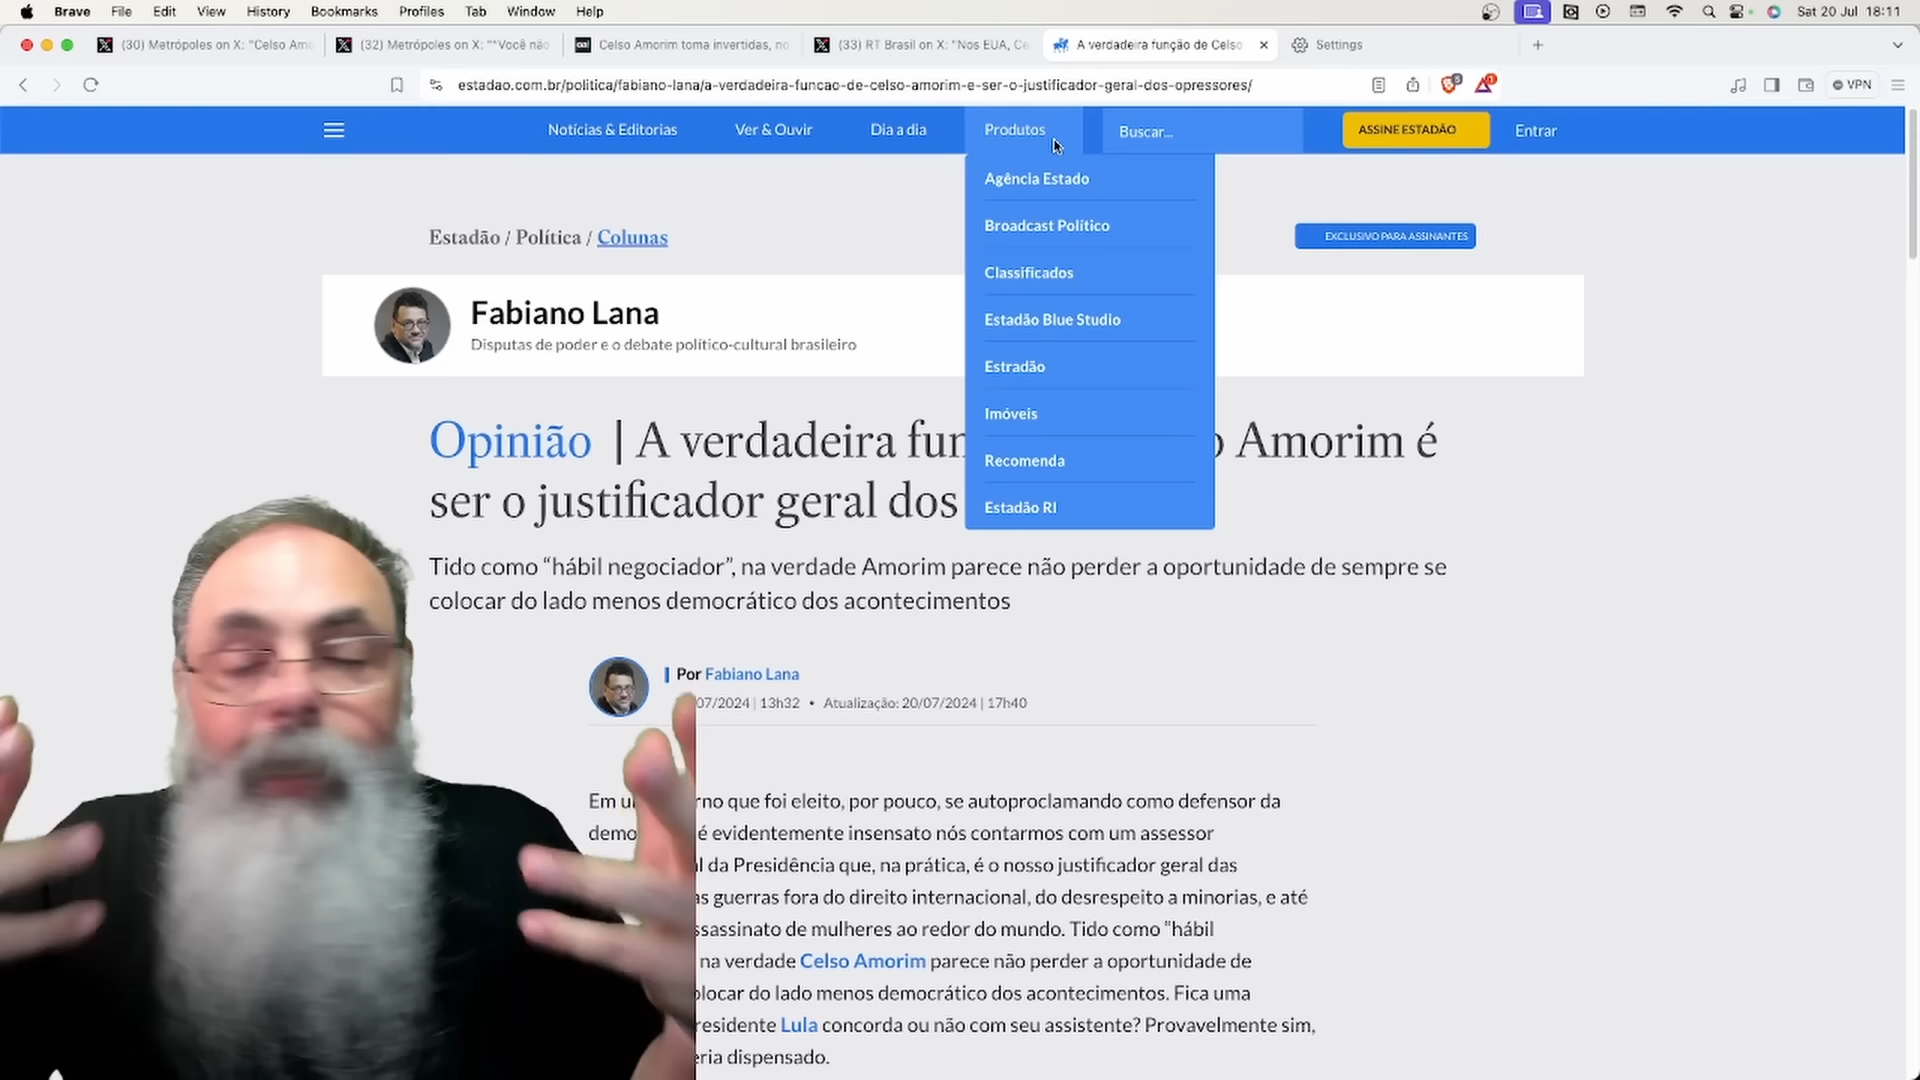 Brave File Edit View History Bookmarks Profiles Tab Window Help Sat 20 Jul 18:11
(30) Metrópoles on X: "Celso Amo
(32) Metrópoles on X: ""Você não
Celso Amorim toma invertidas, no
(33) RT Brasil on X: "Nos EUA, Ce
A verdadeira função de Celso
Settings
estadao.com.br/politica/fabiano-lana/a-verdadeira-funcao-de-celso-amorim-e-ser-o-justificador-geral-dos-opressores/
VPN
Notícias & Editorias Ver & Ouvir Dia a dia Produtos Buscar... ASSINE ESTADÃO Entrar
Agência Estado
Broadcast Político
Classificados
Estadão Blue Studio
Estradão
Imóveis
Recomenda
Estadão RI
Estadão / Política / Colunas
EXCLUSIVO PARA ASSINANTES
Fabiano Lana
Disputas de poder e o debate político-cultural brasileiro
Opinião | A verdadeira fun Amorim é
ser o justificador geral dos
Tido como “hábil negociador”, na verdade Amorim parece não perder a oportunidade de sempre se
colocar do lado menos democrático dos acontecimentos
Por Fabiano Lana
07/2024 | 13h32 • Atualização: 20/07/2024 | 17h40
Em u rno que foi eleito, por pouco, se autoproclamando como defensor da
demo é evidentemente insensato nós contarmos com um assessor
l da Presidência que, na prática, é o nosso justificador geral das
as guerras fora do direito internacional, do desrespeito a minorias, e até
ssassinato de mulheres ao redor do mundo. Tido como “hábil
na verdade Celso Amorim parece não perder a oportunidade de
olocar do lado menos democrático dos acontecimentos. Fica uma
residente Lula concorda ou não com seu assistente? Provavelmente sim,
eria dispensado.